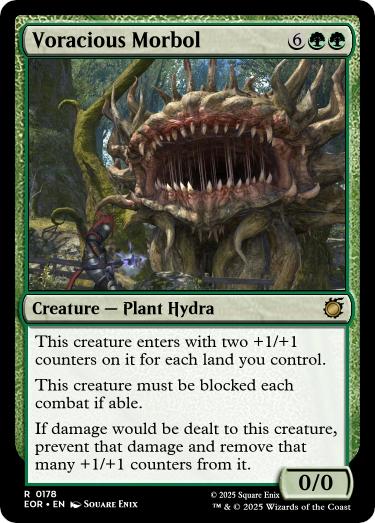 Voracious Morbol 6
Creature — Plant Hydra
This creature enters with two +1/+1
counters on it for each land you control.
This creature must be blocked each
combat if able.
If damage would be dealt to this creature,
prevent that damage and remove that
many +1/+1 counters from it.
0/0
R 0178
EOR • EN SQUARE ENIX
© 2025 Square Enix
™ & © 2025 Wizards of the Coast